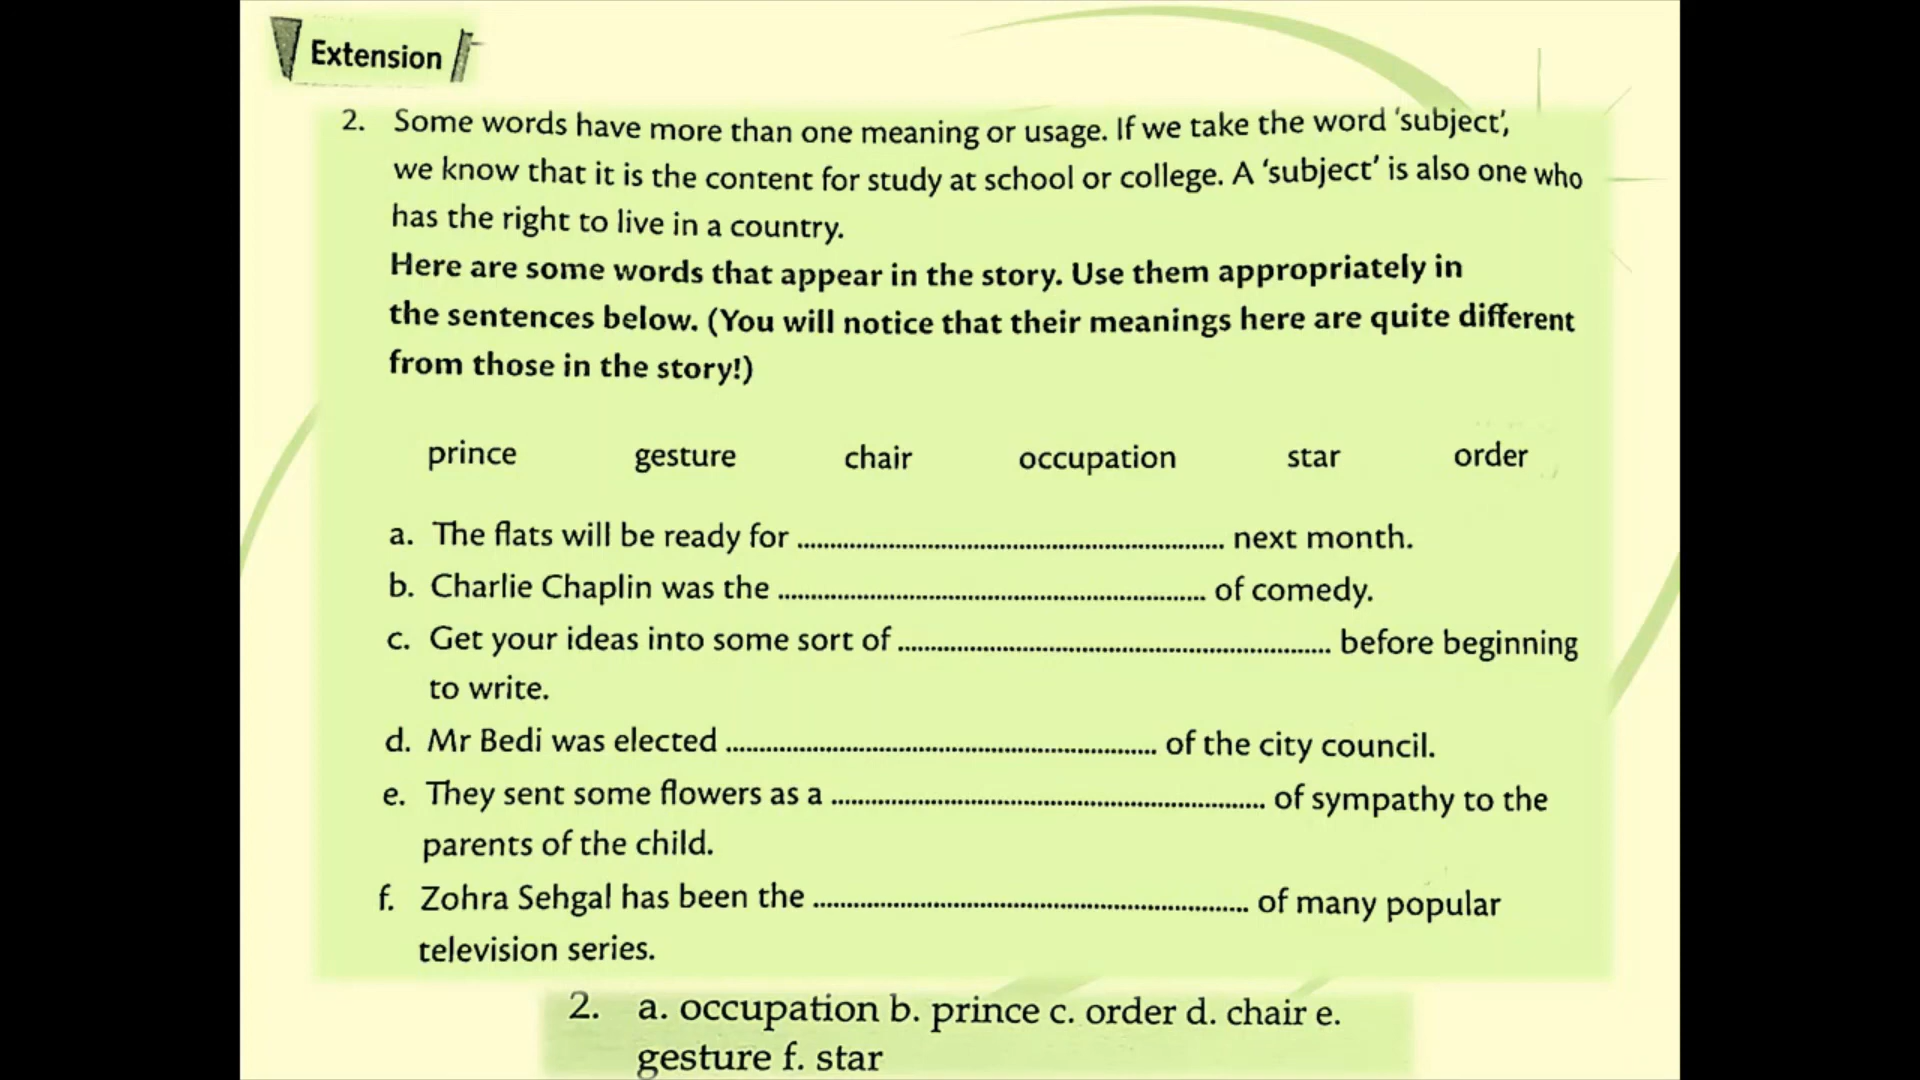 Extension
2. Some words have more than one meaning or usage. If we take the word 'subject',
we know that it is the content for study at school or college. A 'subject' is also one who
has the right to live in a country.
Here are some words that appear in the story. Use them appropriately in
the sentences below. (You will notice that their meanings here are quite different
from those in the story!)
prince gesture chair occupation star order
a. The flats will be ready for ........................................ next month.
b. Charlie Chaplin was the ........................................ of comedy.
c. Get your ideas into some sort of ........................................ before beginning
to write.
d. Mr Bedi was elected ........................................ of the city council.
e. They sent some flowers as a ........................................ of sympathy to the
parents of the child.
f. Zohra Sehgal has been the ........................................ of many popular
television series.
2. a. occupation b. prince c. order d. chair e.
gesture f. star